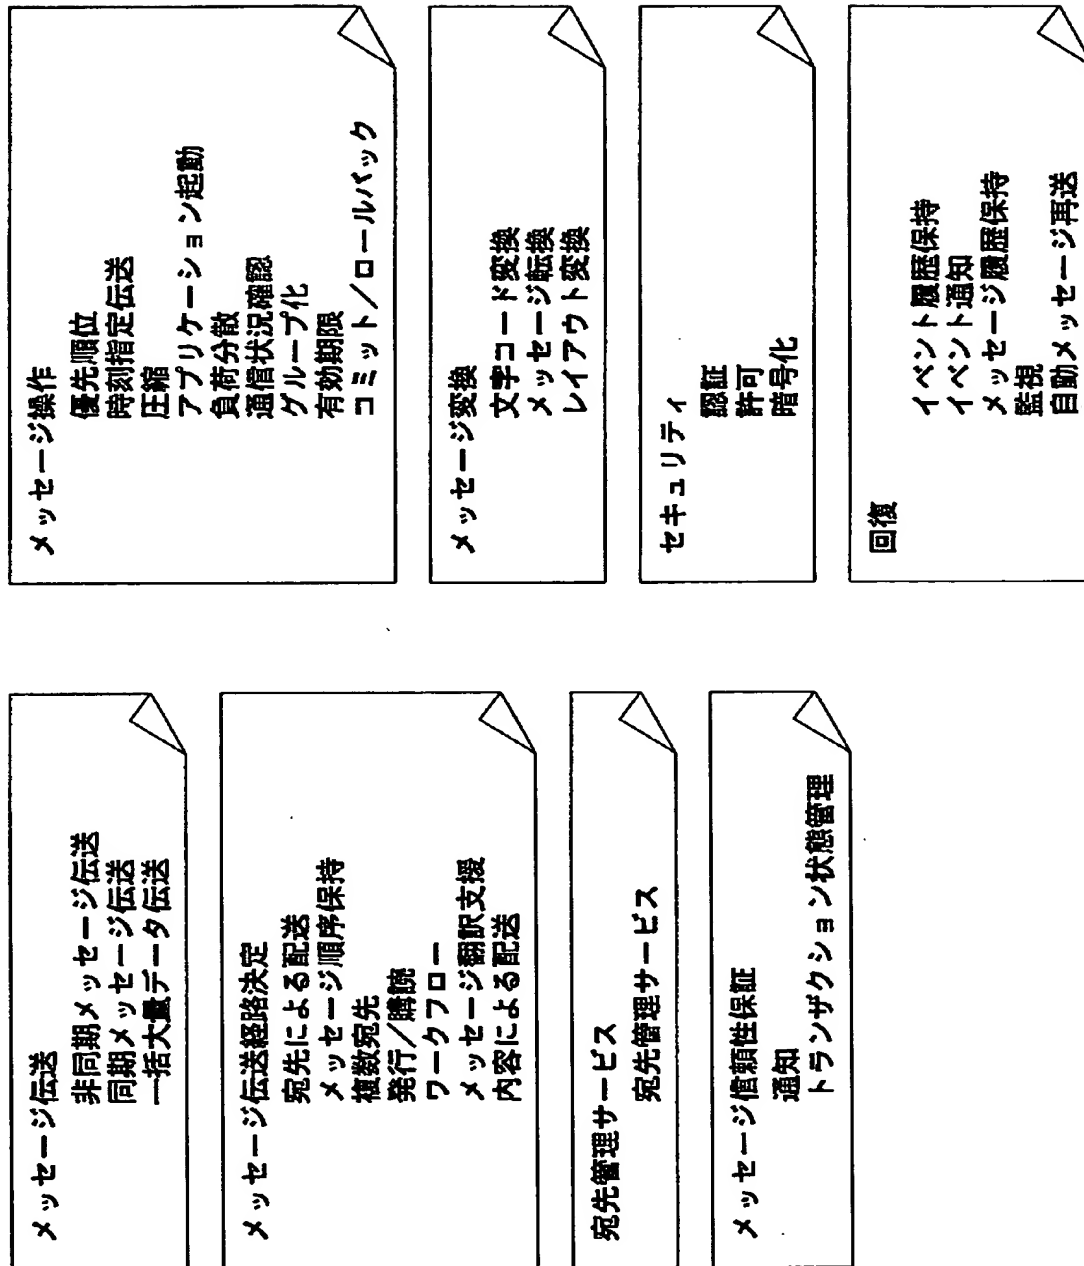 メッセージ伝送
非同期メッセージ伝送
同期メッセージ伝送
一括大量データ伝送
メッセージ伝送経路決定
宛先による配送
メッセージ順序保持
複数宛先
発行／購読
ワークフロー
メッセージ翻訳支援
内容による配送
宛先管理サービス
宛先管理サービス
メッセージ信頼性保証
通知
トランザクション状態管理
メッセージ操作
優先順位
時刻指定伝送
圧縮
アプリケーション起動
負荷分散
通信状況確認
グループ化
有効期限
コミット／ロールバック
メッセージ変換
文字コード変換
メッセージ転換
レイアウト変換
セキュリティ
認証
許可
暗号化
回復
イベント履歴保持
イベント通知
メッセージ履歴保持
監視
自動メッセージ再送